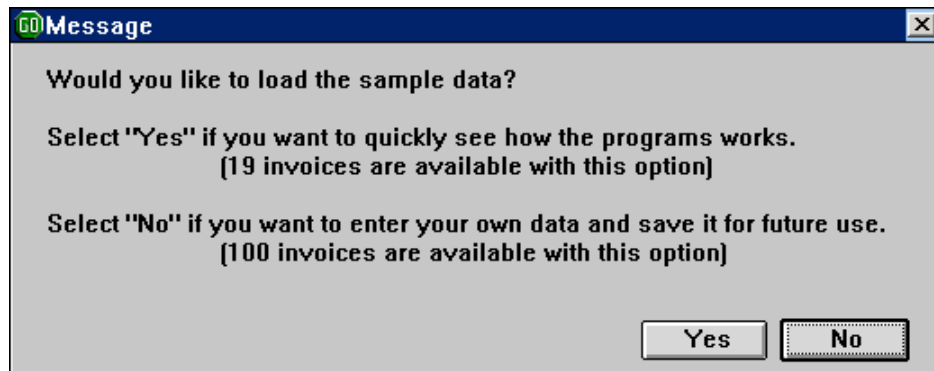 GO Message
Would you like to load the sample data?
Select "Yes" if you want to quickly see how the programs works.
(19 invoices are available with this option)
Select "No" if you want to enter your own data and save it for future use.
(100 invoices are available with this option)
Yes No